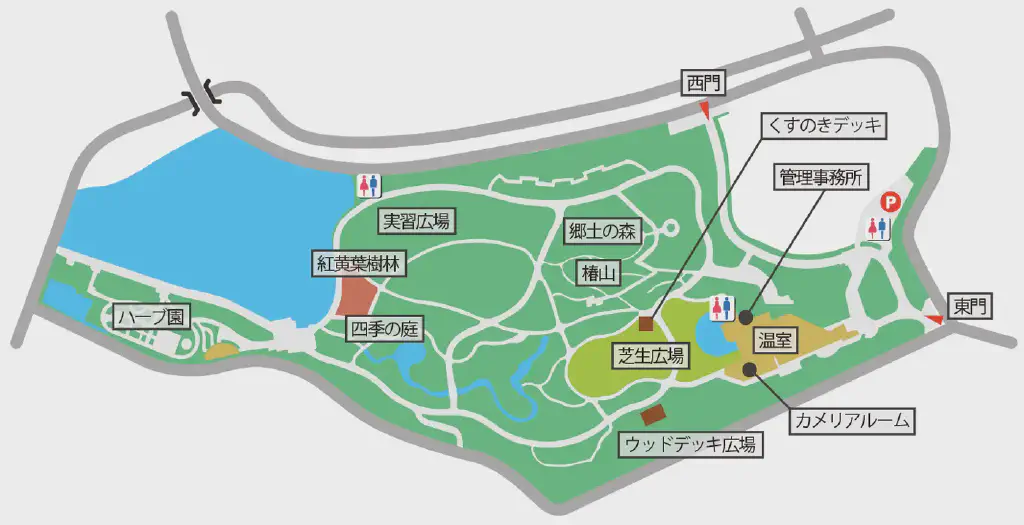 西門
くすのきデッキ
管理事務所
P
実習広場
郷土の森
紅黄葉樹林
椿山
東門
ハーブ園
四季の庭
芝生広場
温室
カメリアルーム
ウッドデッキ広場